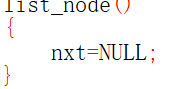 list_node()
{
    nxt=NULL;
}